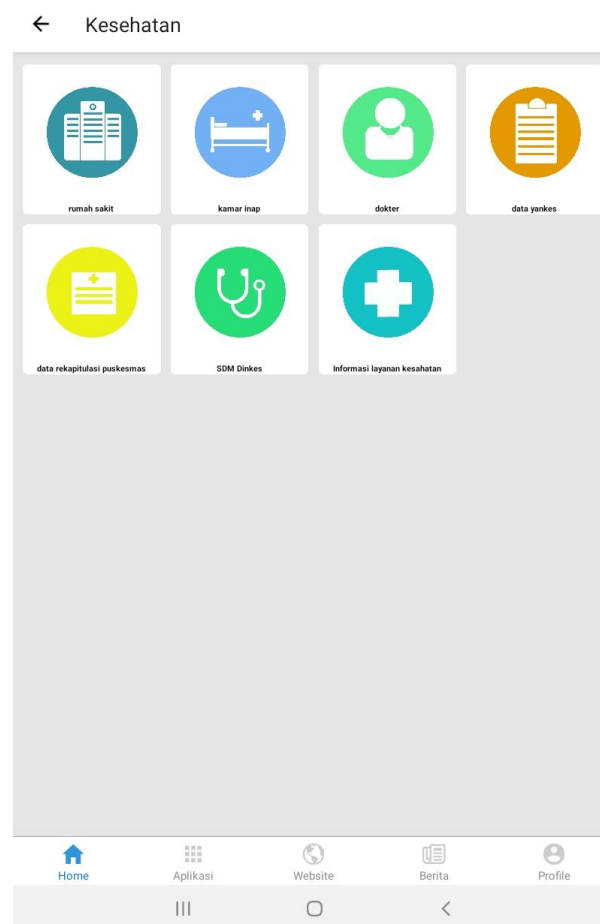 Kesehatan
rumah sakit
kamar inap
dokter
data yankes
data rekapitulasi puskesmas
SDM Dinkes
Informasi layanan kesahatan
Home
Aplikasi
Website
Berita
Profile